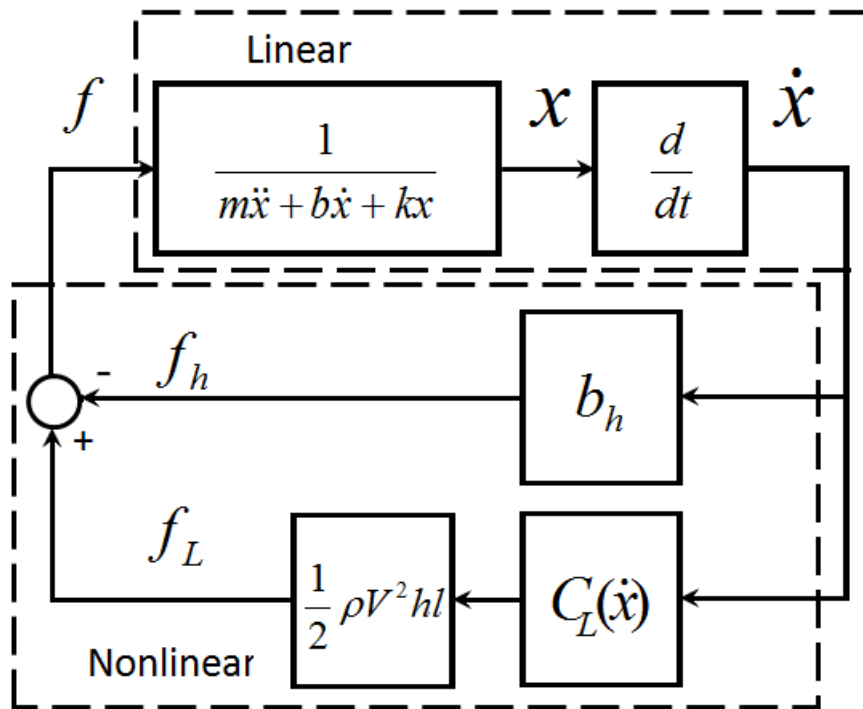 Linear
f
1
mẍ + bẋ + kx
x
d
dt
ẋ
-
f_h
b_h
+
f_L
1
2
ρV²hl
C_L(ẋ)
Nonlinear